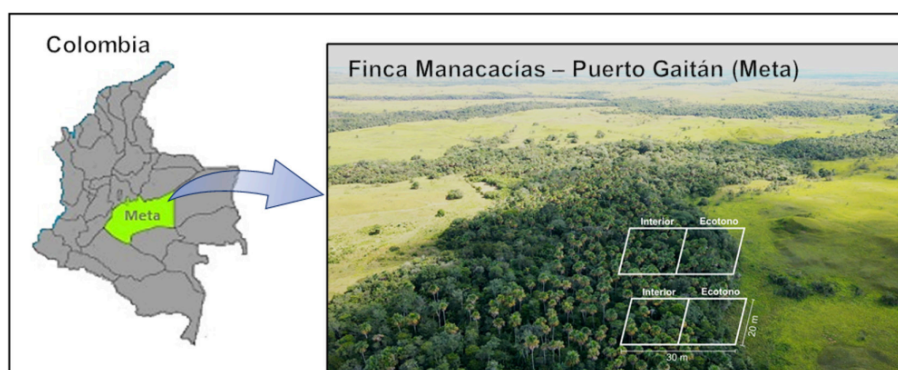 Colombia
Meta
Finca Manacacías – Puerto Gaitán (Meta)
Interior Ecotono
Interior Ecotono
20 m
30 m